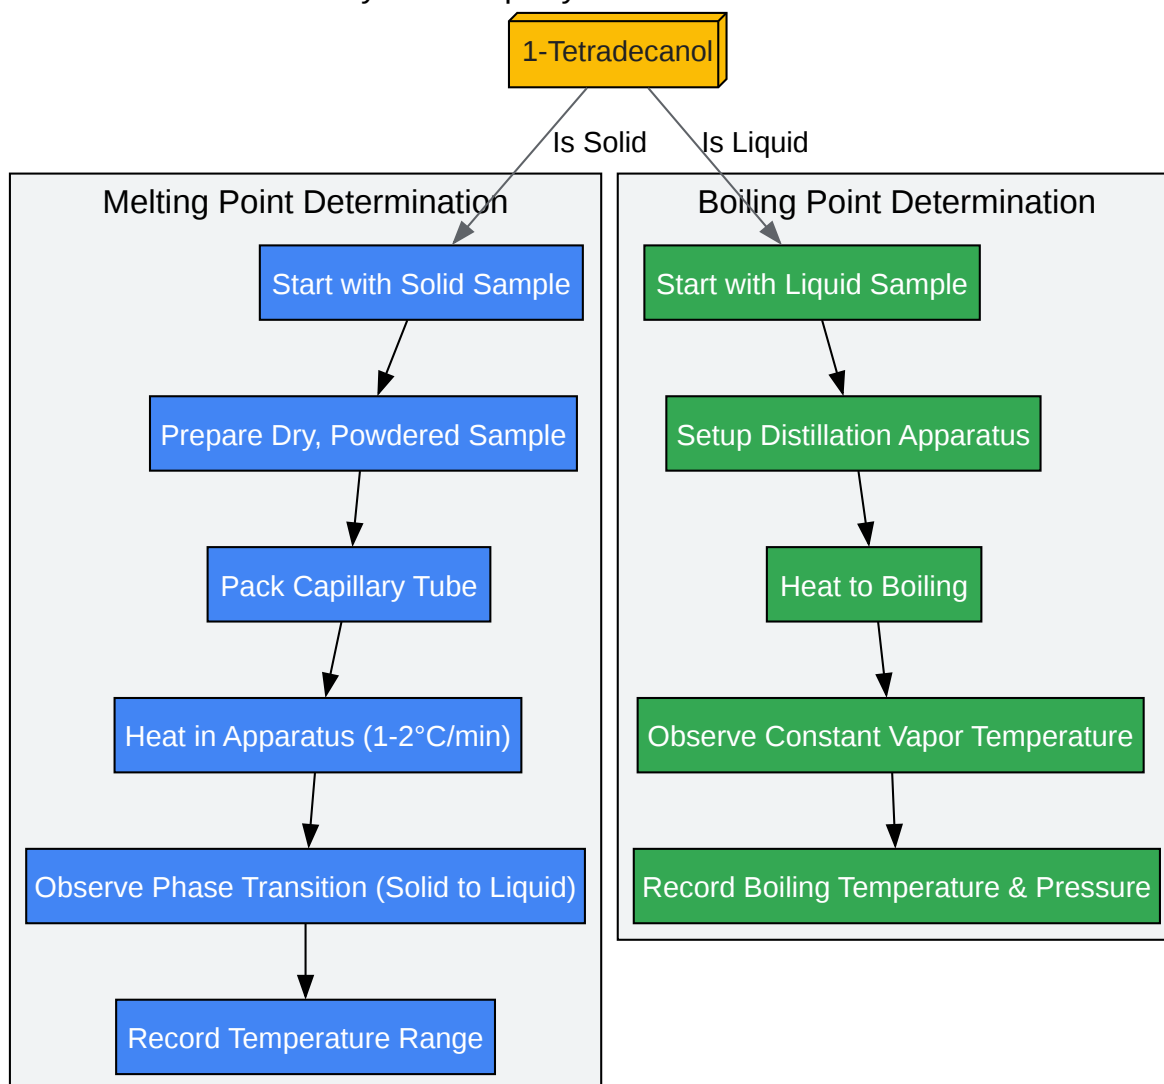 1-Tetradecanol
Is Solid
Is Liquid
Melting Point Determination
Start with Solid Sample
Prepare Dry, Powdered Sample
Pack Capillary Tube
Heat in Apparatus (1-2°C/min)
Observe Phase Transition (Solid to Liquid)
Record Temperature Range
Boiling Point Determination
Start with Liquid Sample
Setup Distillation Apparatus
Heat to Boiling
Observe Constant Vapor Temperature
Record Boiling Temperature & Pressure